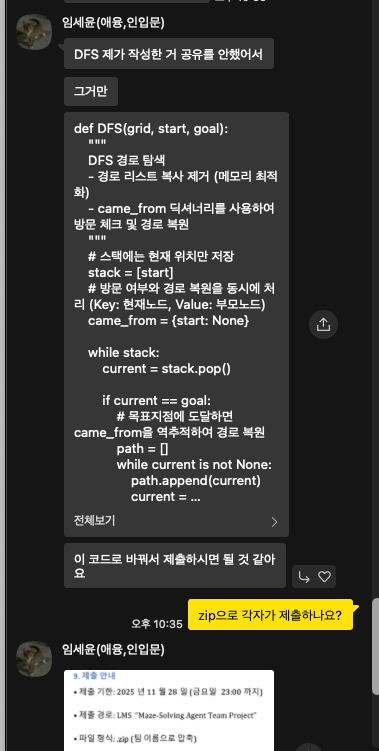 임세윤(애융,인입문)
DFS 제가 작성한 거 공유를 안했어서
그거만
def DFS(grid, start, goal):
"""
DFS 경로 탐색
- 경로 리스트 복사 제거 (메모리 최적
화)
- came_from 딕셔너리를 사용하여
방문 체크 및 경로 복원
"""
# 스택에는 현재 위치만 저장
stack = [start]
# 방문 여부와 경로 복원을 동시에 처
리 (Key: 현재노드, Value: 부모노드)
came_from = {start: None}
while stack:
current = stack.pop()
if current == goal:
# 목표지점에 도달하면
came_from을 역추적하여 경로 복원
path = []
while current is not None:
path.append(current)
current = ...
전체보기
이 코드로 바꿔서 제출하시면 될 것 같아
요
오후 10:35
zip으로 각자가 제출하나요?
임세윤(애융,인입문)
9. 제출 안내
• 제출 기한: 2025 년 11 월 28 일 (금요일 23:00 까지)
• 제출 경로: LMS "Maze-Solving Agent Team Project"
• 파일 형식: .zip (팀 이름으로 압축)